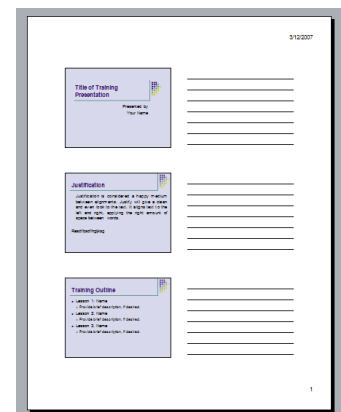 3/12/2007
Title of Training
Presentation
Presented by
Your Name
Justification
Justification is considered a happy medium
between alignments. Justify will give a clean
and even look to the text. It aligns text to the
left and right, applying the right amount of
space between words.
Training Outline
Lesson 1: Name
Provide brief description, if desired.
Lesson 2: Name
Provide brief description, if desired.
Lesson 3: Name
Provide brief description, if desired.
1